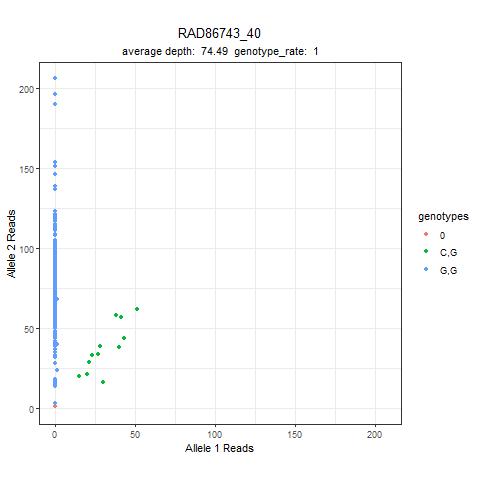 RAD86743_40
average depth:  74.49  genotype_rate:  1
200
150
100
50
0
Allele 2 Reads
0 50 100 150 200
Allele 1 Reads
genotypes
0
C,G
G,G